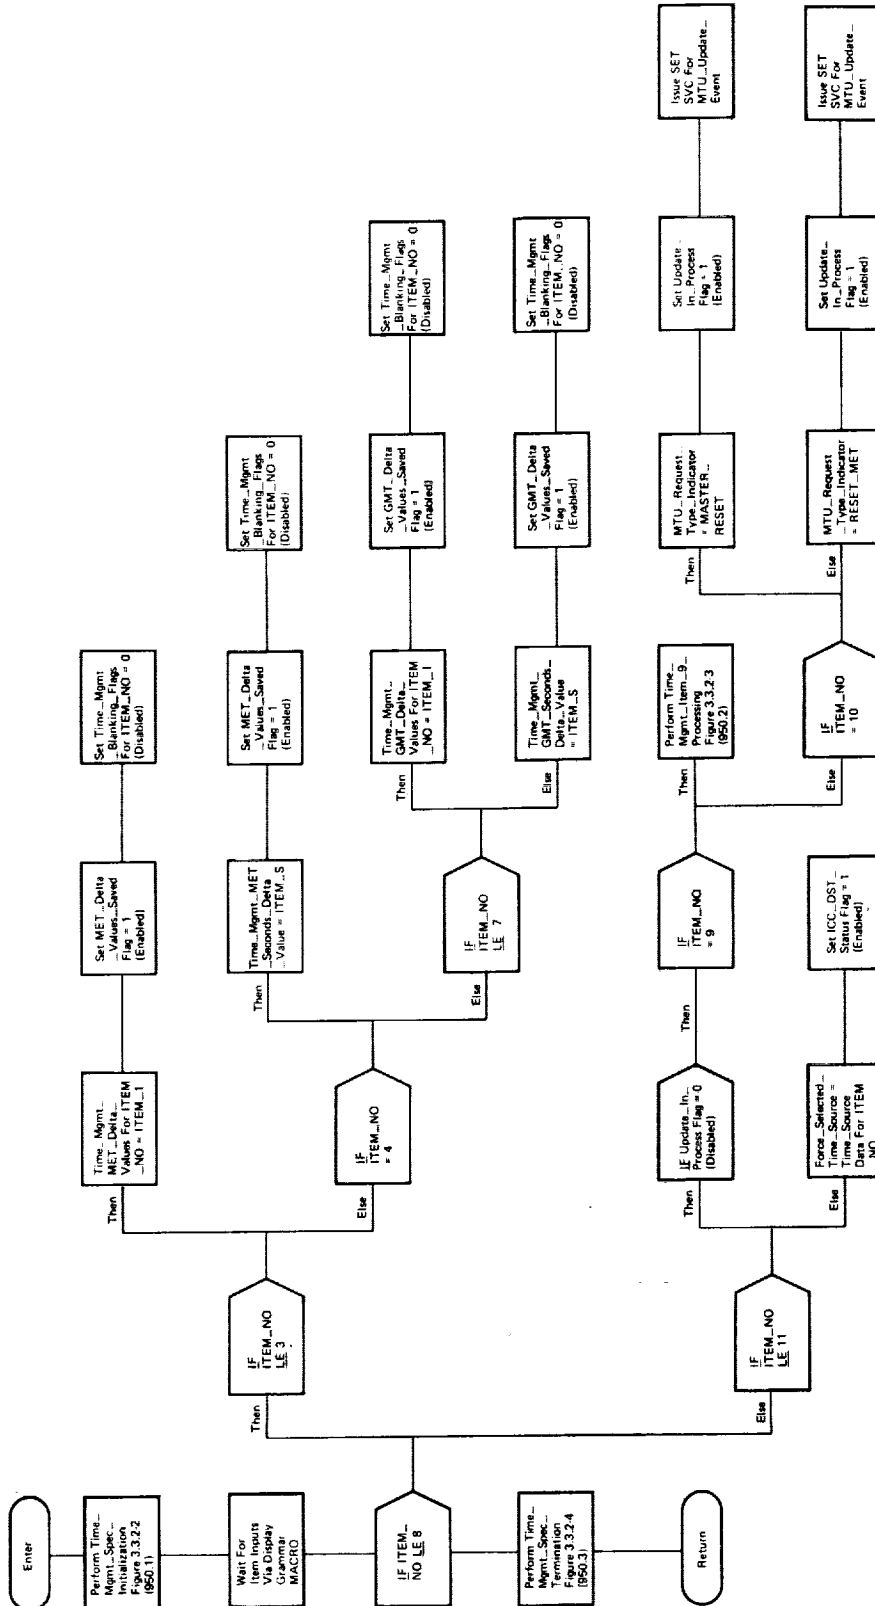 Enter
Perform Time_
Mgmt_Spec_
Initialization
Figure 3.3.2-2
(950.1)
Wait For
Item Inputs
Via Display
Grammar
MACRO
IF ITEM_
NO LE 8
Perform Time_
Mgmt_Spec_
Termination
Figure 3.3.2-4
(950.3)
Return
Then
IF
ITEM_NO
LE 3
Then
Time_Mgmt_
MET_Delta_
Values For ITEM
_NO = ITEM_1
Set MET_Delta
_Values_Saved
Flag = 1
(Enabled)
Set Time_Mgmt
_Blanking_Flags
For ITEM_NO = 0
(Disabled)
Else
IF
ITEM_NO
= 4
Then
Time_Mgmt_MET
_Seconds_Delta
_Value = ITEM_S
Set MET_Delta
_Values_Saved
Flag = 1
(Enabled)
Set Time_Mgmt
_Blanking_Flags
For ITEM_NO = 0
(Disabled)
Else
IF
ITEM_NO
LE 7
Then
Time_Mgmt_
GMT_Delta_
Values For ITEM
_NO = ITEM_I
Set GMT_Delta
_Values_Saved
Flag = 1
(Enabled)
Set Time_Mgmt
_Blanking_Flags
For ITEM_NO = 0
(Disabled)
Else
Time_Mgmt_
GMT_Seconds_
Delta_Value
= ITEM_S
Set GMT_Delta
_Values_Saved
Flag = 1
(Enabled)
Set Time_Mgmt
_Blanking_Flags
For ITEM_NO = 0
(Disabled)
Else
IF
ITEM_NO
LE 11
Then
IF Update_In_
Process Flag = 0
(Disabled)
Then
IF
ITEM_NO
= 9
Then
Perform Time_
Mgmt_Item_9_
Processing
Figure 3.3.2-3
(950.2)
Else
IF
ITEM_NO
= 10
Then
MTU_Request_
Type_Indicator
= MASTER_
RESET
Set Update_
In_Process
Flag = 1
(Enabled)
Issue SET
SVC For
MTU_Update_
Event
Else
MTU_Request
_Type_Indicator
= RESET_MET
Set Update_
In_Process
Flag = 1
(Enabled)
Issue SET
SVC For
MTU_Update_
Event
Else
Force_Selected_
Time_Source =
Time_Source
Data For ITEM
NO
Set ICC_DST_
Status Flag = 1
(Enabled)